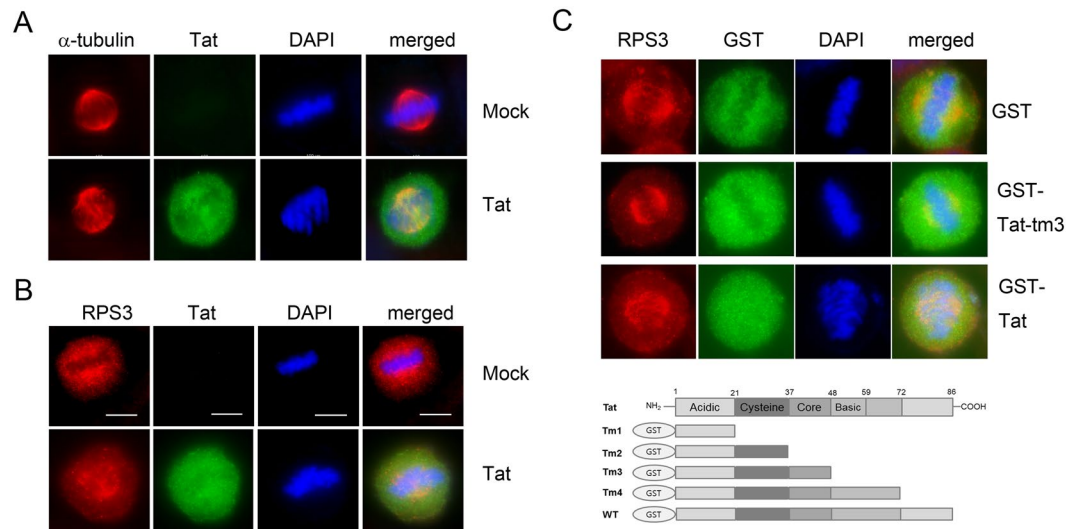 A
α-tubulin Tat DAPI merged
Mock
Tat
B
RPS3 Tat DAPI merged
Mock
Tat
C
RPS3 GST DAPI merged
GST
GST-
Tat-tm3
GST-
Tat
1 21 37 48 59 72 86
Tat NH2 Acidic Cysteine Core Basic COOH
Tm1 GST
Tm2 GST
Tm3 GST
Tm4 GST
WT GST